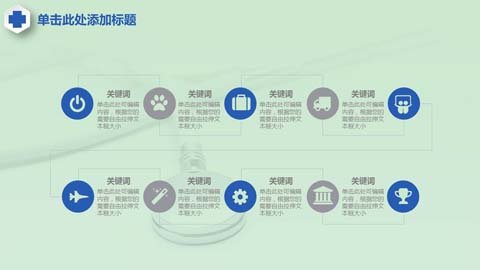 单击此处添加标题
关键词
单击此处可编辑
内容，根据您的
需要自由拉伸文
本框大小
关键词
单击此处可编辑
内容，根据您的
需要自由拉伸文
本框大小
关键词
单击此处可编辑
内容，根据您的
需要自由拉伸文
本框大小
关键词
单击此处可编辑
内容，根据您的
需要自由拉伸文
本框大小
关键词
单击此处可编辑
内容，根据您的
需要自由拉伸文
本框大小
关键词
单击此处可编辑
内容，根据您的
需要自由拉伸文
本框大小
关键词
单击此处可编辑
内容，根据您的
需要自由拉伸文
本框大小
关键词
单击此处可编辑
内容，根据您的
需要自由拉伸文
本框大小